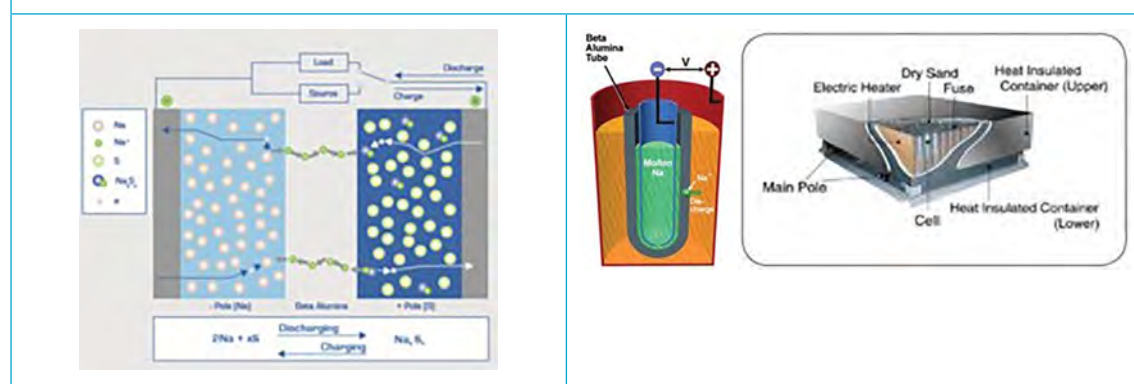 Load
Discharge
Source
Charge
Na
Na+
S
Na2Sx
e
- Pole [Na]
Beta Alumina
+ Pole [S]
Discharging
2Na + xS
Na2 Sx
Charging
Beta
Alumina
Tube
-
V
+
Molten
Na
Na+
Dis-
charge
Dry Sand
Heat Insulated
Container (Upper)
Electric Heater
Fuse
Main Pole
Cell
Heat Insulated Container
(Lower)